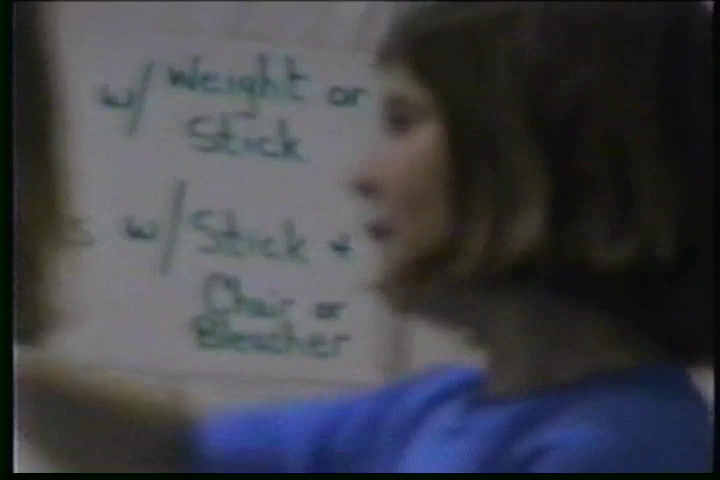 w/ Weight or
Stick
s w/ Stick +
Chair or
Bleacher